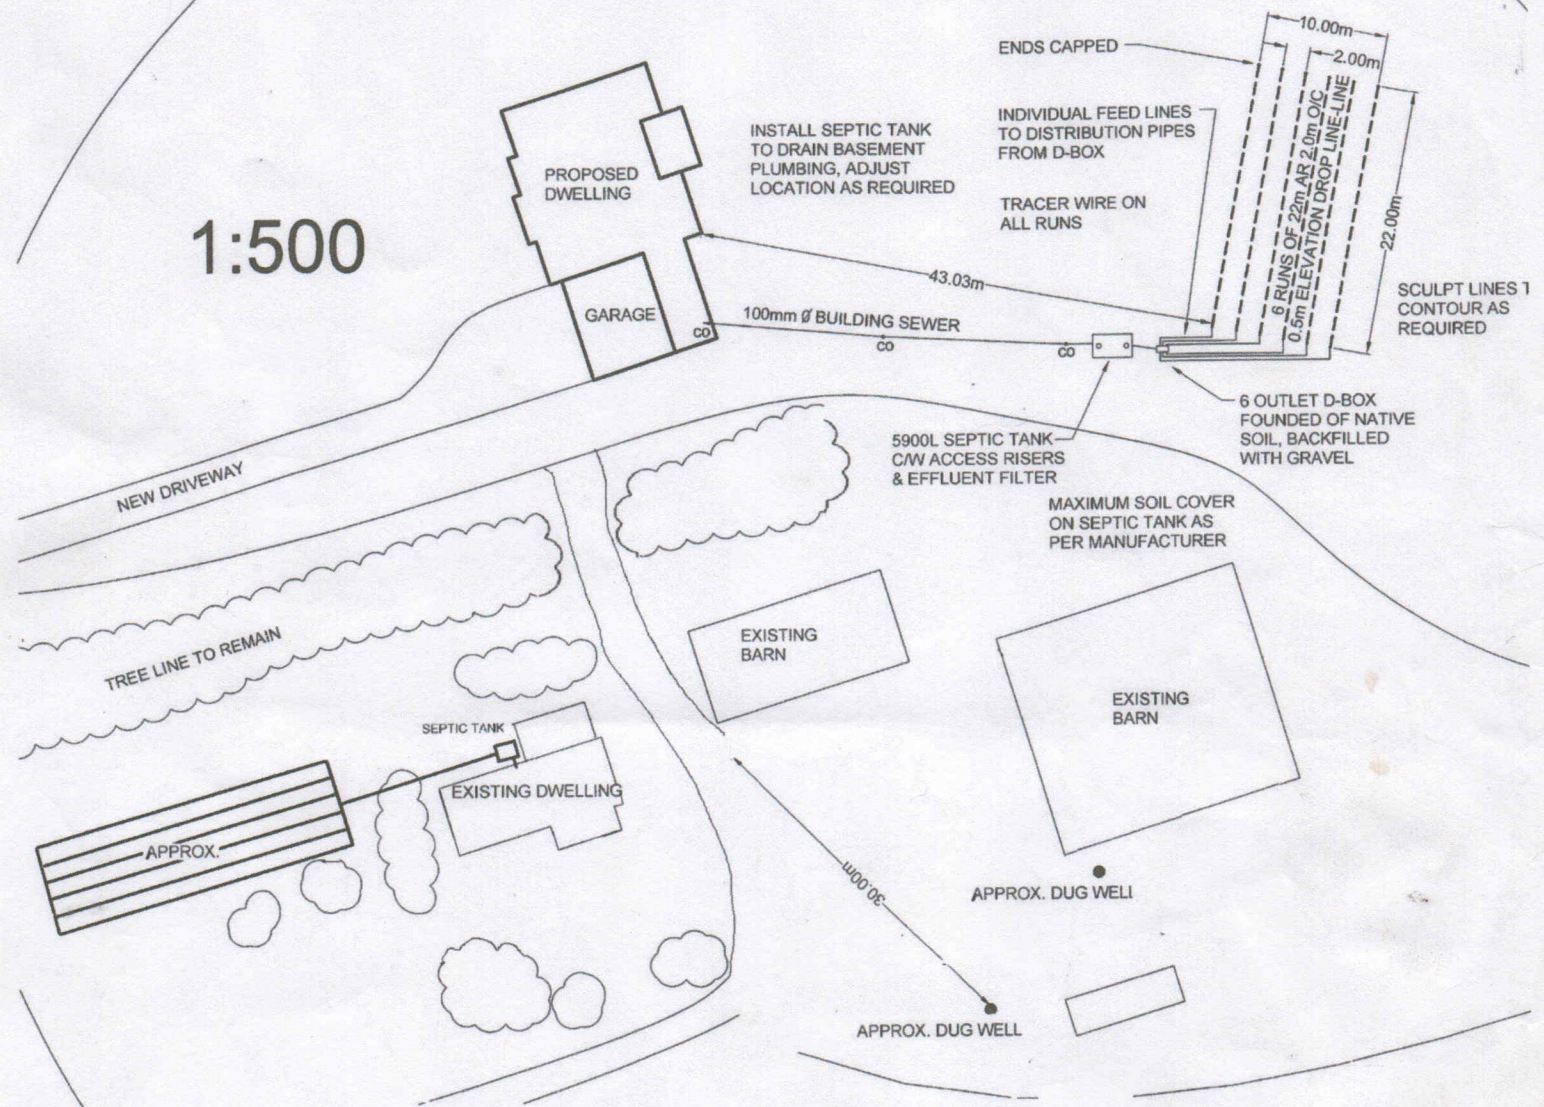 10.00m
ENDS CAPPED
2.00m
INDIVIDUAL FEED LINES
TO DISTRIBUTION PIPES
FROM D-BOX
INSTALL SEPTIC TANK
TO DRAIN BASEMENT
PLUMBING, ADJUST
LOCATION AS REQUIRED
PROPOSED
DWELLING
TRACER WIRE ON
ALL RUNS
6 RUNS OF 22m AR 2.0m O/C
0.5m ELEVATION DROP LINE-LINE
22.00m
1:500
43.03m
SCULPT LINES T
CONTOUR AS
REQUIRED
GARAGE
100mm Ø BUILDING SEWER
CO
CO
CO
6 OUTLET D-BOX
FOUNDED OF NATIVE
SOIL, BACKFILLED
WITH GRAVEL
5900L SEPTIC TANK
C/W ACCESS RISERS
& EFFLUENT FILTER
NEW DRIVEWAY
MAXIMUM SOIL COVER
ON SEPTIC TANK AS
PER MANUFACTURER
TREE LINE TO REMAIN
EXISTING
BARN
EXISTING
BARN
SEPTIC TANK
EXISTING DWELLING
APPROX.
30.00m
APPROX. DUG WELL
APPROX. DUG WELL